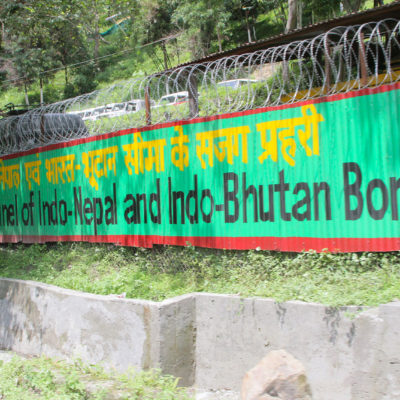 एवं भारत-भूटान सीमा के सजग प्रहरी
nel of Indo-Nepal and Indo-Bhutan Bor